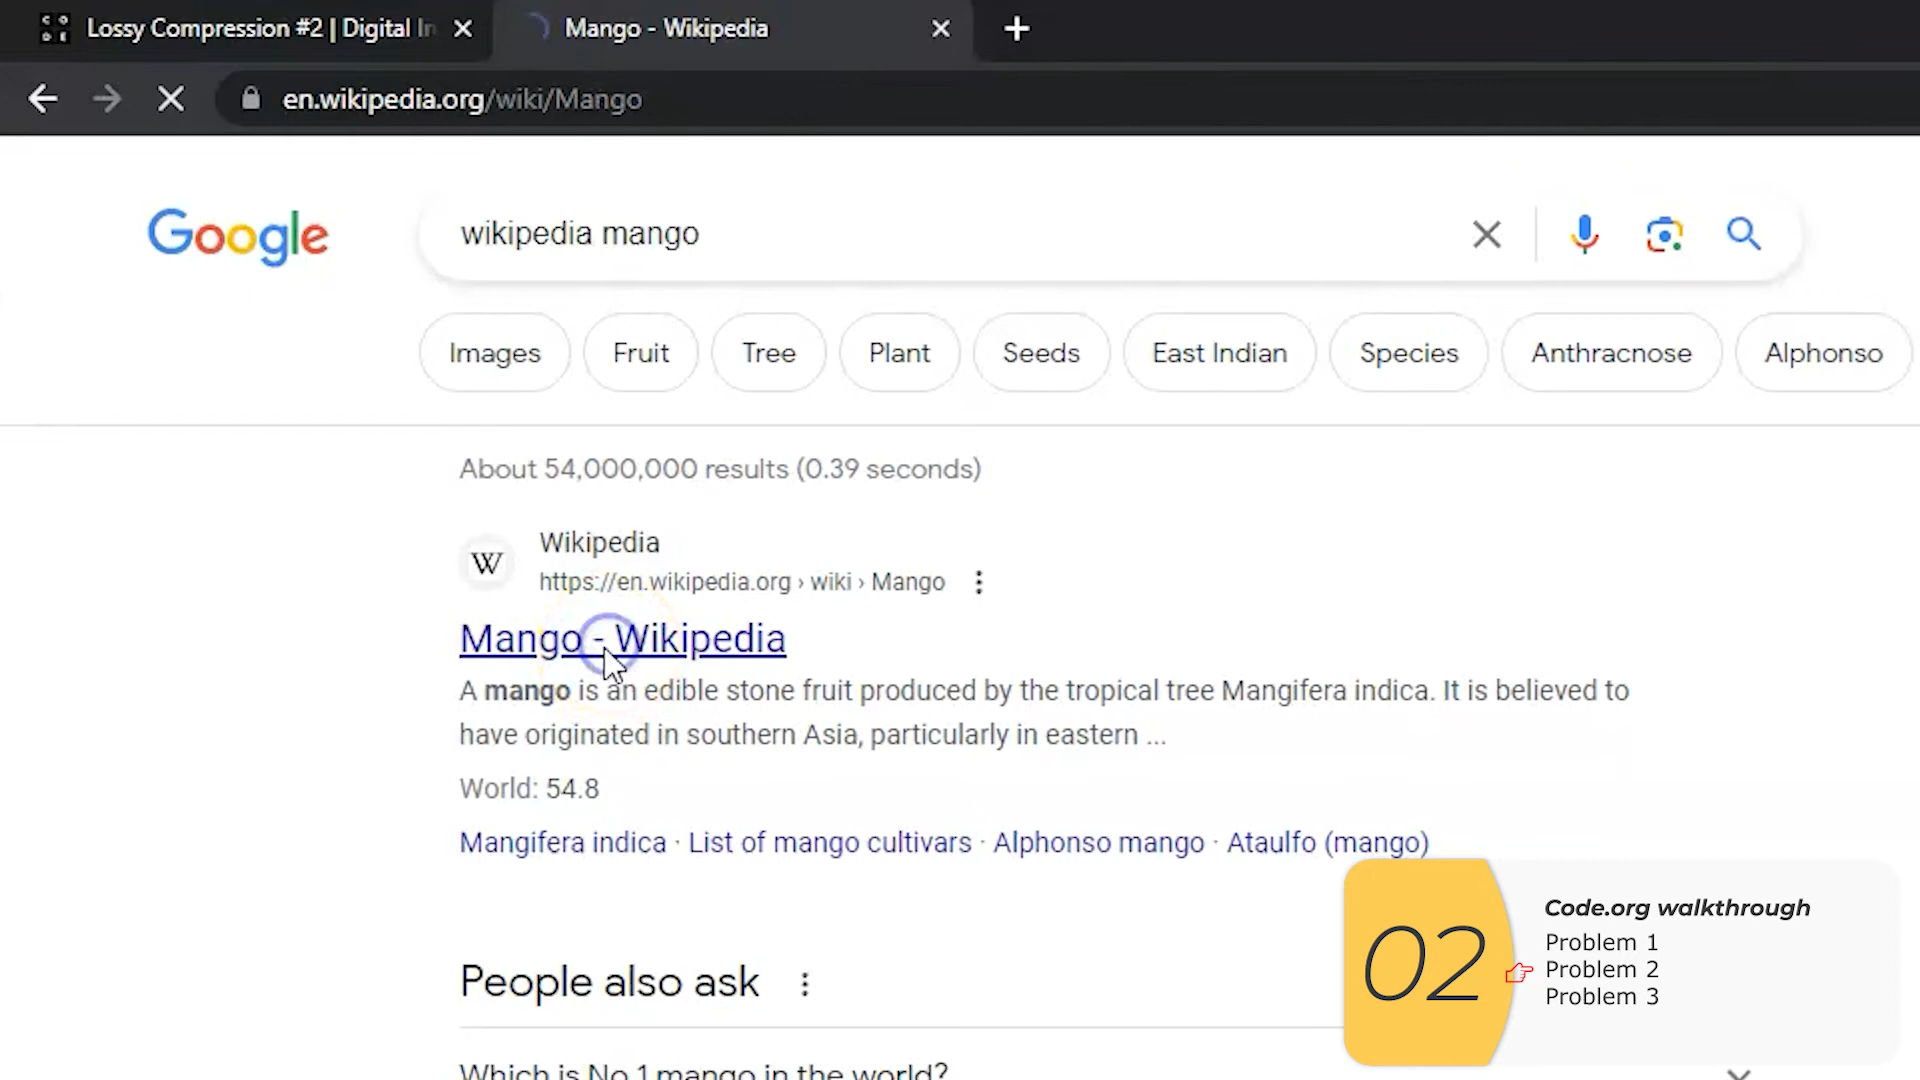 Lossy Compression #2 | Digital In
Mango - Wikipedia
en.wikipedia.org/wiki/Mango
Google
wikipedia mango
Images
Fruit
Tree
Plant
Seeds
East Indian
Species
Anthracnose
Alphonso
About 54,000,000 results (0.39 seconds)
W
Wikipedia
https://en.wikipedia.org › wiki › Mango
Mango - Wikipedia
A mango is an edible stone fruit produced by the tropical tree Mangifera indica. It is believed to
have originated in southern Asia, particularly in eastern ...
World: 54.8
Mangifera indica · List of mango cultivars · Alphonso mango · Ataulfo (mango)
People also ask
Which is No 1 mango in the world?
02
Code.org walkthrough
Problem 1
Problem 2
Problem 3